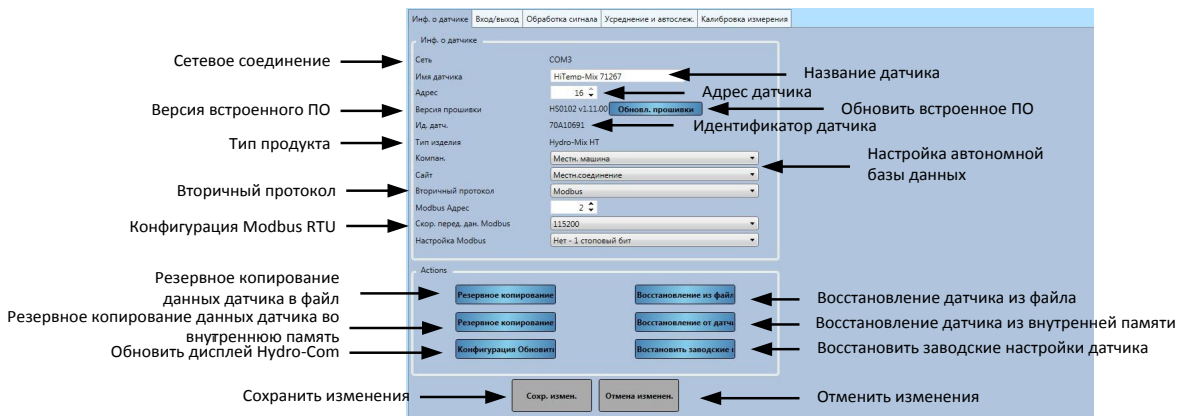 Инф. о датчике Вход/выход Обработка сигнала Усреднение и автослеж. Калибровка измерения
Инф. о датчике
Сетевое соединение
Сеть COM3
Имя датчика HiTemp-Mix 71267
Название датчика
Адрес 16
Адрес датчика
Версия встроенного ПО
Версия прошивки HS0102 v1.11.00 Обновл. прошивки
Обновить встроенное ПО
Ид. датч. 70A10691
Идентификатор датчика
Тип продукта
Тип изделия Hydro-Mix HT
Компан. Местн. машина
Сайт Местн.соединение
Настройка автономной
базы данных
Вторичный протокол
Вторичный протокол Modbus
Modbus Адрес 2
Конфигурация Modbus RTU
Скор. перед. дан. Modbus 115200
Настройка Modbus Нет - 1 стоповый бит
Actions
Резервное копирование
данных датчика в файл
Резервное копирование
Восстановление из файл
Восстановление датчика из файла
Резервное копирование данных датчика во
внутреннюю память
Резервное копирование
Восстановление от датч
Восстановление датчика из внутренней памяти
Обновить дисплей Hydro-Com
Конфигурация Обновит
Востановить заводские
Восстановить заводские настройки датчика
Сохранить изменения
Сохр. измен.
Отмена изменен.
Отменить изменения